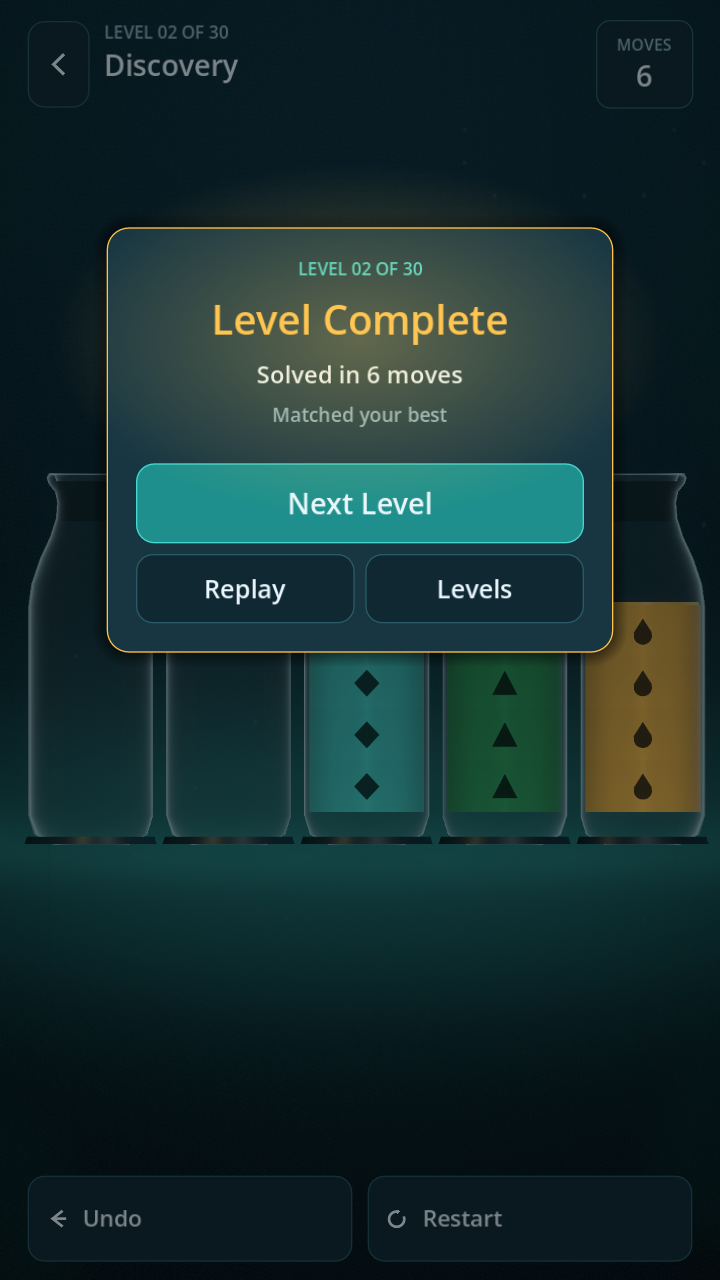 LEVEL 02 OF 30
Discovery
MOVES
6
LEVEL 02 OF 30
Level Complete
Solved in 6 moves
Matched your best
Next Level
Replay
Levels
Undo
Restart